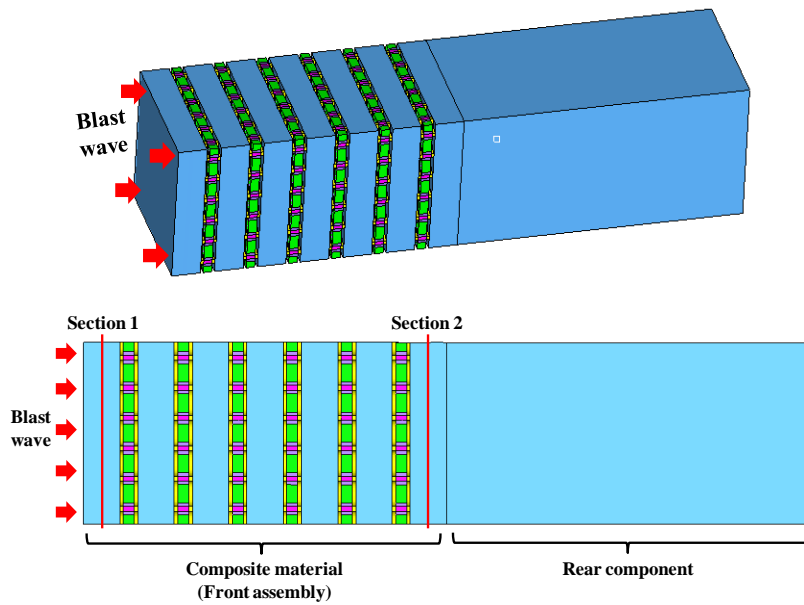 Blast
wave
Section 1
Section 2
Blast
wave
Composite material
(Front assembly)
Rear component